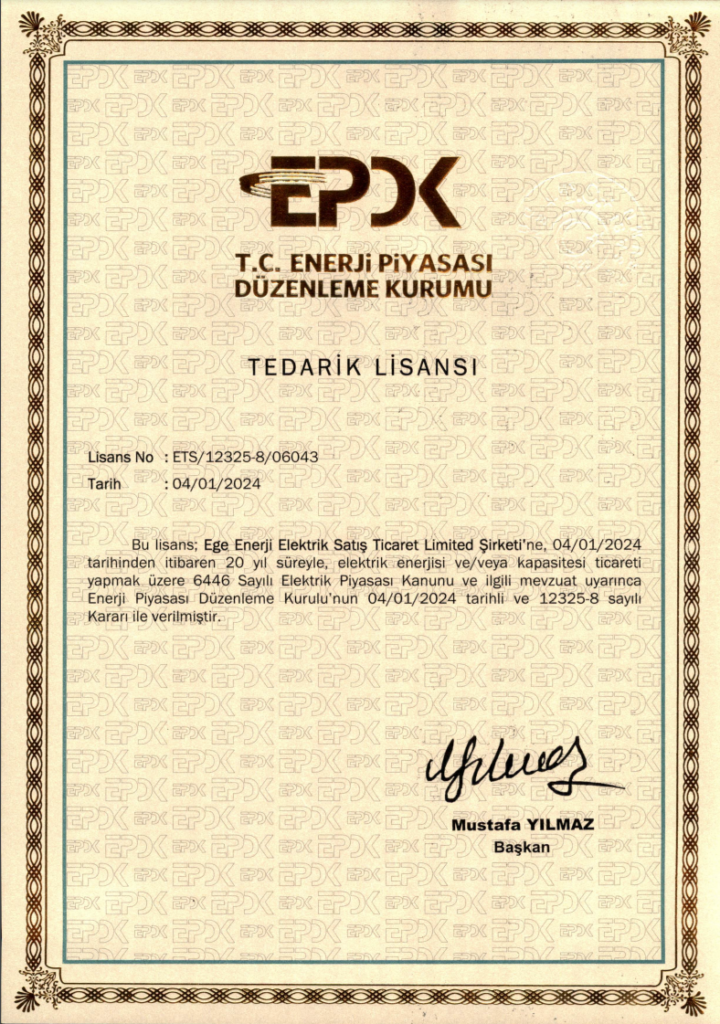 EPDK
T.C. ENERJİ PİYASASI
DÜZENLEME KURUMU
TEDARİK LİSANSI
Lisans No : ETS/12325-8/06043
Tarih : 04/01/2024
Bu lisans; Ege Enerji Elektrik Satış Ticaret Limited Şirketi'ne, 04/01/2024
tarihinden itibaren 20 yıl süreyle, elektrik enerjisi ve/veya kapasitesi ticareti
yapmak üzere 6446 Sayılı Elektrik Piyasası Kanunu ve ilgili mevzuat uyarınca
Enerji Piyasası Düzenleme Kurulu'nun 04/01/2024 tarihli ve 12325-8 sayılı
Kararı ile verilmiştir.
Mustafa YILMAZ
Başkan